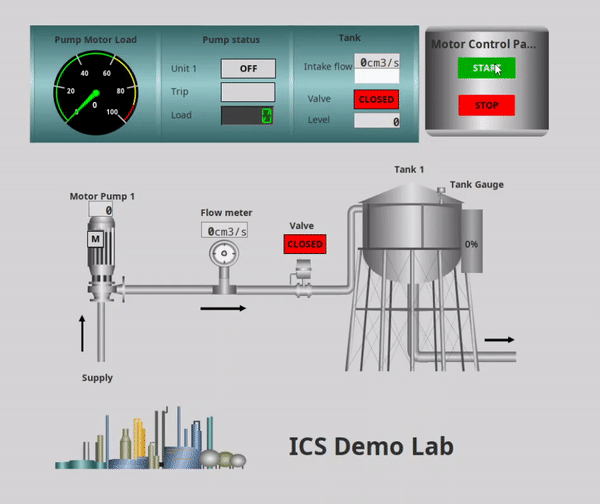 Pump Motor Load
Pump status
Tank
Motor Control Pa...
40
60
20
80
0
0
100
Unit 1
OFF
Trip
Load
Intake flow
0cm3/s
Valve
CLOSED
Level
0
START
STOP
Tank 1
Tank Gauge
Motor Pump 1
0
M
Flow meter
0cm3/s
Valve
CLOSED
0%
Supply
ICS Demo Lab